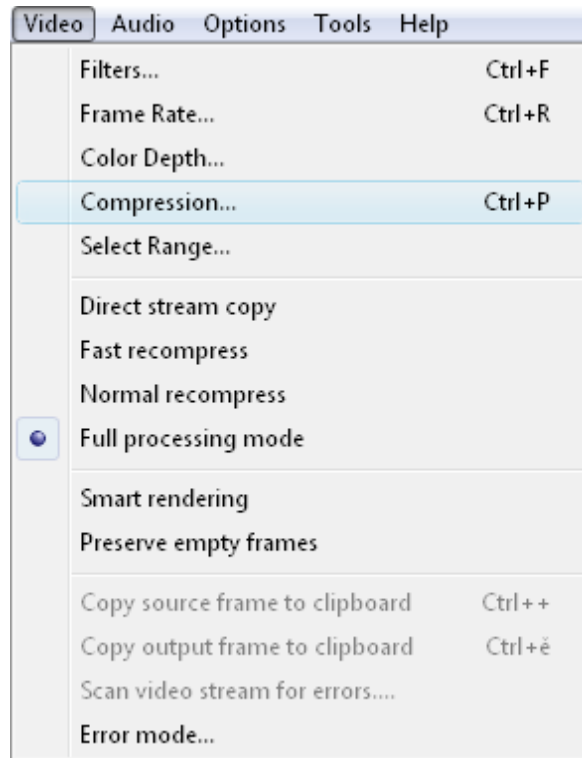 Video Audio Options Tools Help
Filters... Ctrl+F
Frame Rate... Ctrl+R
Color Depth...
Compression... Ctrl+P
Select Range...
Direct stream copy
Fast recompress
Normal recompress
Full processing mode
Smart rendering
Preserve empty frames
Copy source frame to clipboard Ctrl++
Copy output frame to clipboard Ctrl+ě
Scan video stream for errors....
Error mode...